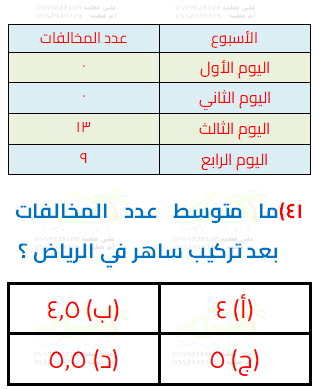 الأسبوع عدد المخالفات
اليوم الأول ٠
اليوم الثاني ٠
اليوم الثالث ١٣
اليوم الرابع ٩
٤١) ما متوسط عدد المخالفات
بعد تركيب ساهر في الرياض ؟
(أ) ٤ (ب) ٤,٥
(ج) ٥ (د) ٥,٥